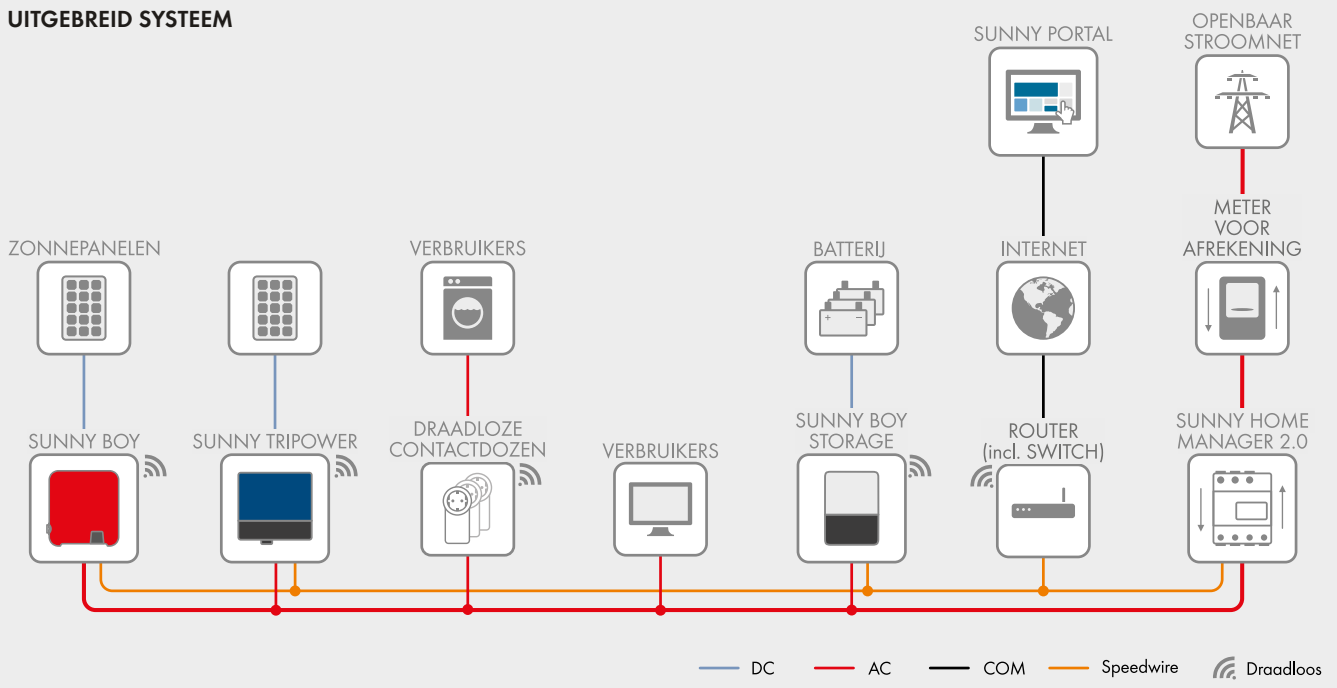 UITGEBREID SYSTEEM
SUNNY PORTAL
OPENBAAR
STROOMNET
ZONNEPANELEN
VERBRUIKERS
BATTERIJ
INTERNET
METER
VOOR
AFREKENING
SUNNY BOY
SUNNY TRIPOWER
DRAADLOZE
CONTACTDOZEN
VERBRUIKERS
SUNNY BOY
STORAGE
ROUTER
(incl. SWITCH)
SUNNY HOME
MANAGER 2.0
DC
AC
COM
Speedwire
Draadloos